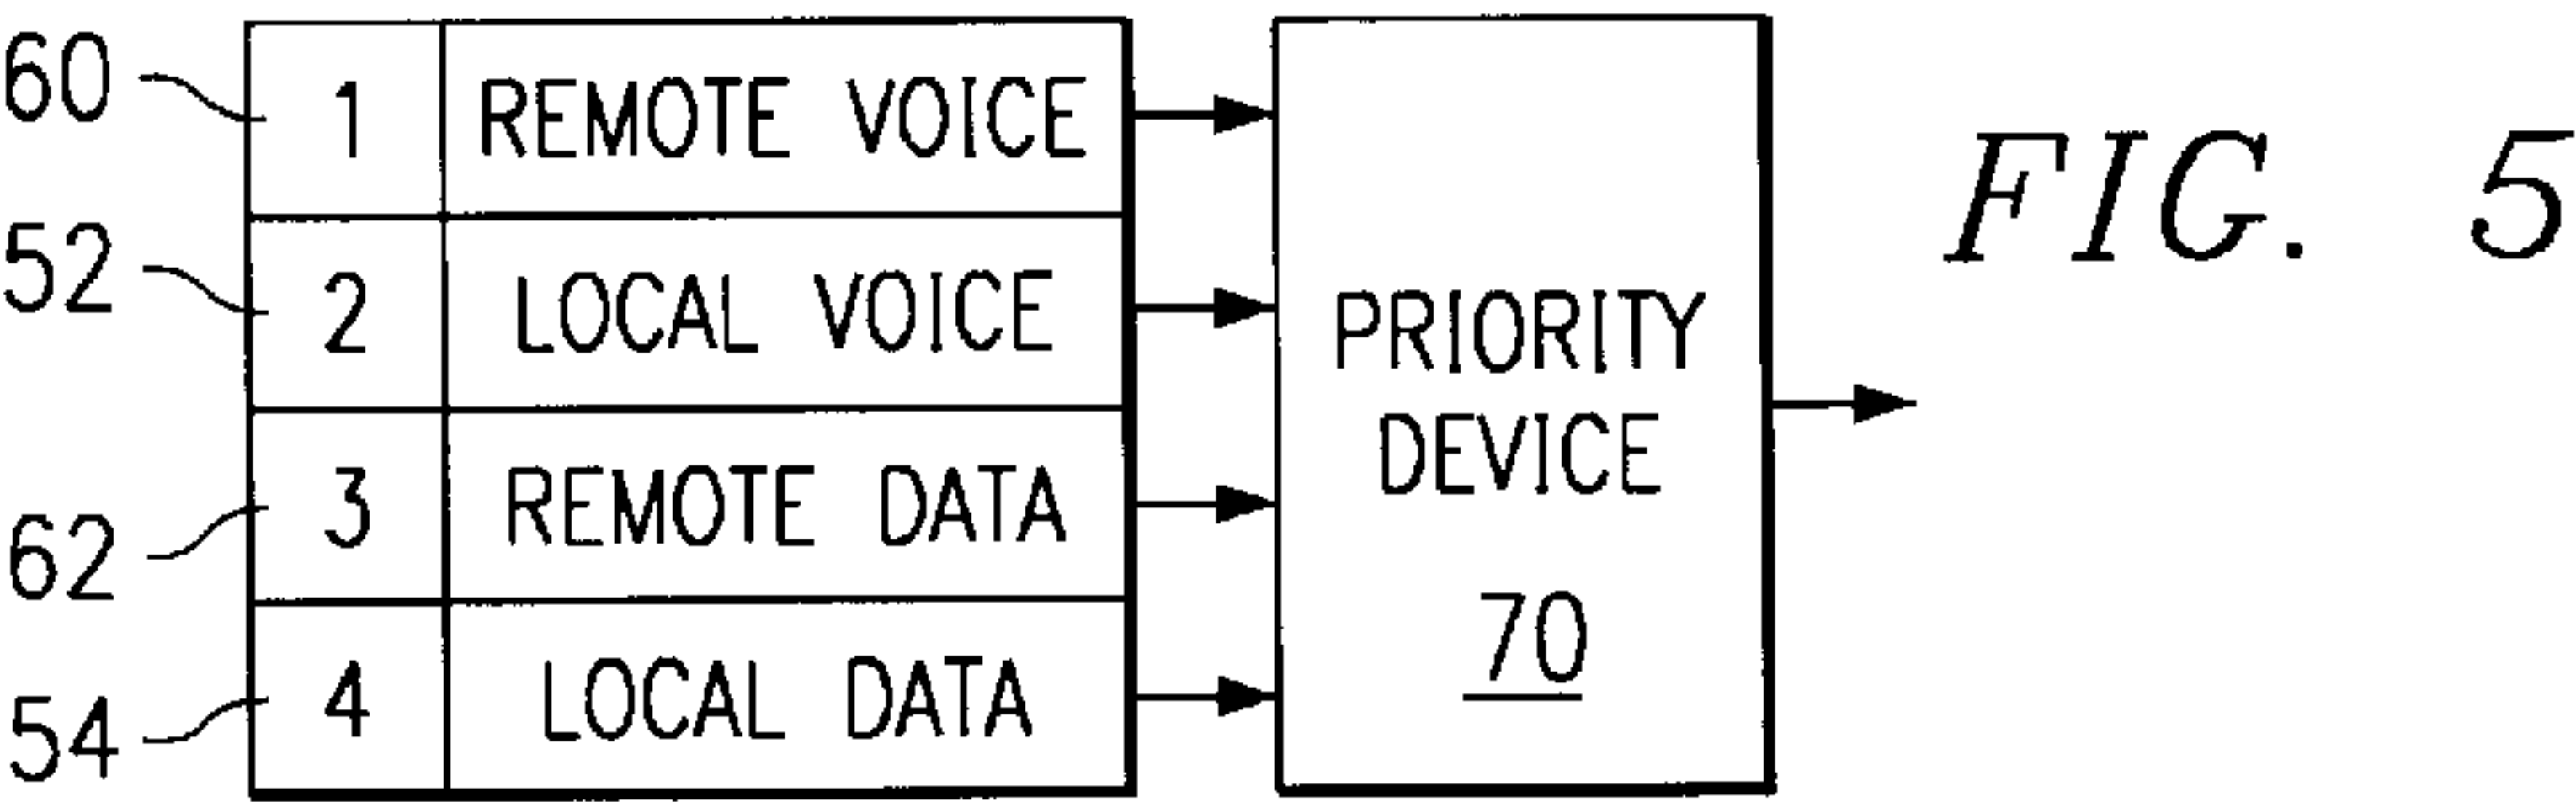 60 1 REMOTE VOICE
52 2 LOCAL VOICE
62 3 REMOTE DATA
54 4 LOCAL DATA
PRIORITY
DEVICE
70
FIG. 5